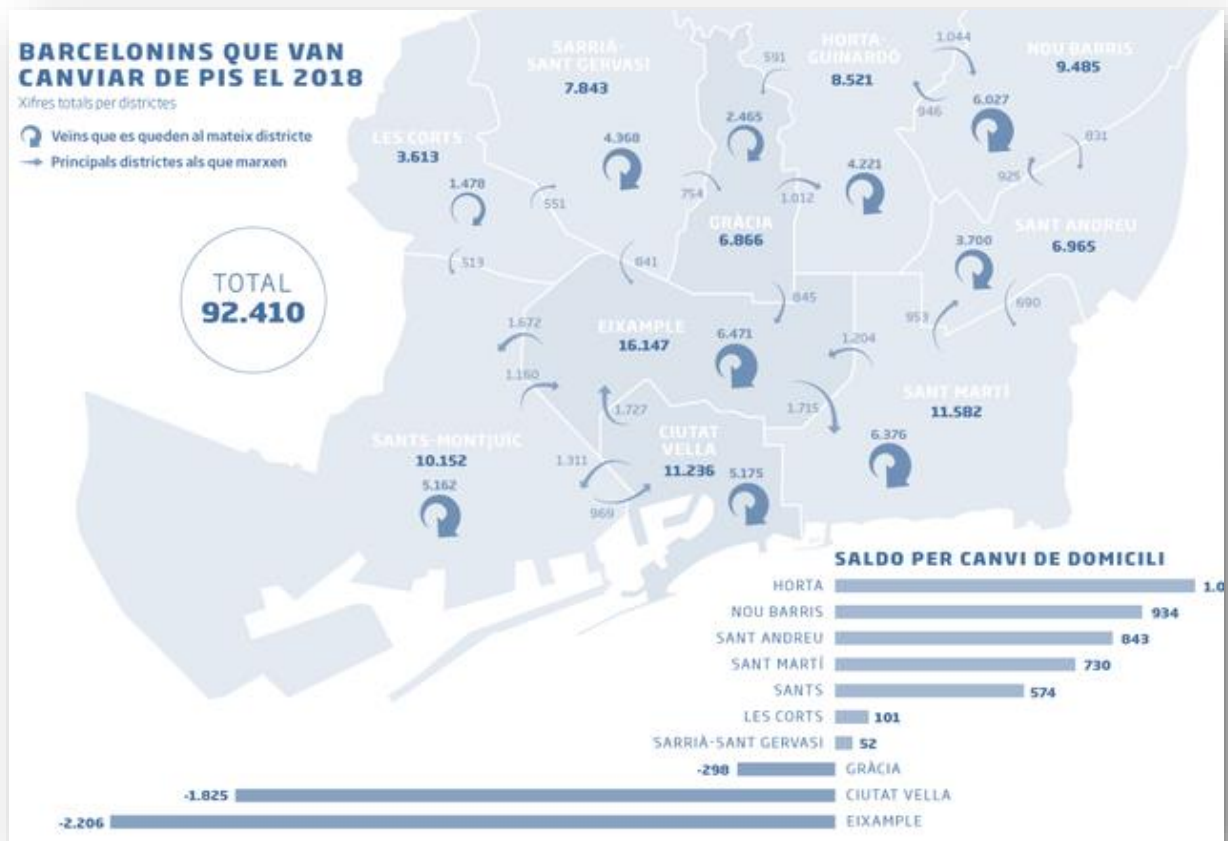 BARCELONINS QUE VAN
CANVIAR DE PIS EL 2018
Xifres totals per districtes
Veïns que es queden al mateix districte
Principals districtes als que marxen
TOTAL
92.410
LES CORTS
3.613
1.478
551
513
SARRIÀ-
SANT GERVASI
7.843
4.368
754
641
591
2.465
GRÀCIA
6.866
1.012
845
HORTA-
GUINARDÓ
8.521
4.221
1.044
946
NOU BARRIS
9.485
6.027
831
925
SANT ANDREU
6.965
3.700
690
953
EIXAMPLE
16.147
6.471
1.672
1.160
1.727
1.204
1.715
SANT MARTÍ
11.582
6.376
SANTS-MONTJUÏC
10.152
5.162
1.311
969
CIUTAT
VELLA
11.236
5.175
SALDO PER CANVI DE DOMICILI
HORTA 1.0
NOU BARRIS 934
SANT ANDREU 843
SANT MARTÍ 730
SANTS 574
LES CORTS 101
SARRIÀ-SANT GERVASI 52
-298 GRÀCIA
-1.825 CIUTAT VELLA
-2.206 EIXAMPLE